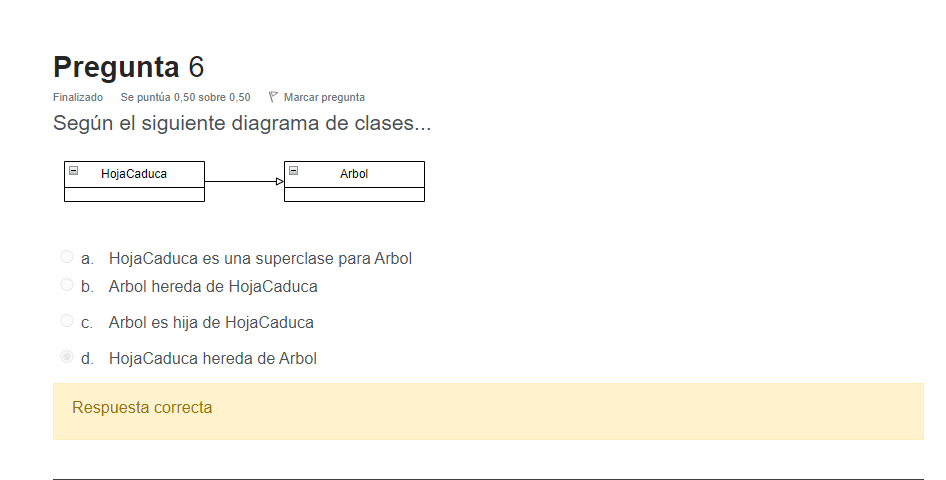 Pregunta 6
Finalizado Se puntúa 0,50 sobre 0,50 Marcar pregunta
Según el siguiente diagrama de clases...
HojaCaduca Arbol
a. HojaCaduca es una superclase para Arbol
b. Arbol hereda de HojaCaduca
c. Arbol es hija de HojaCaduca
d. HojaCaduca hereda de Arbol
Respuesta correcta